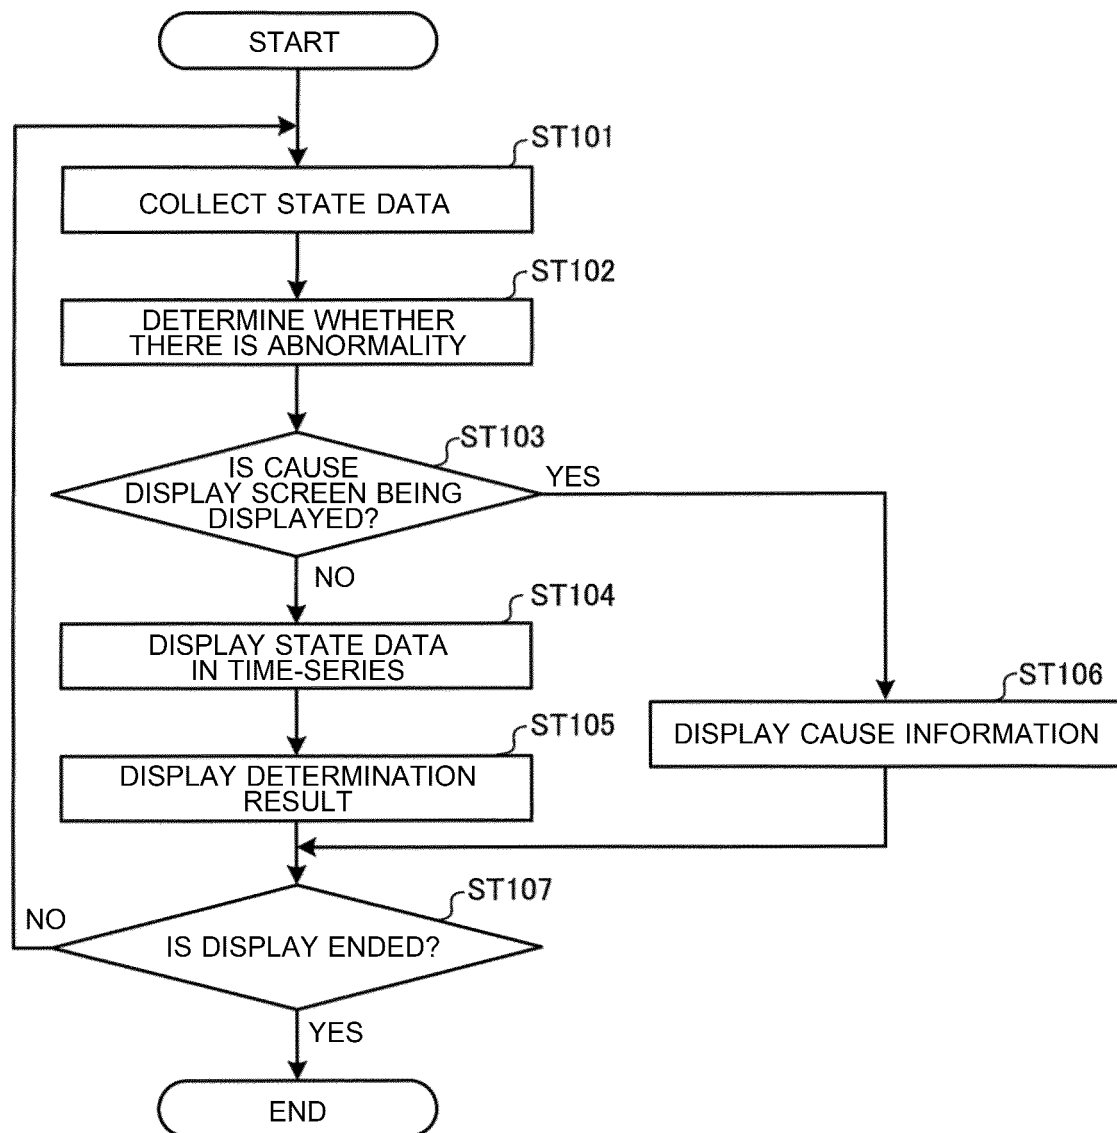 START
ST101
COLLECT STATE DATA
ST102
DETERMINE WHETHER
THERE IS ABNORMALITY
ST103
IS CAUSE
DISPLAY SCREEN BEING
DISPLAYED?
YES
NO
ST104
DISPLAY STATE DATA
IN TIME-SERIES
ST106
DISPLAY CAUSE INFORMATION
ST105
DISPLAY DETERMINATION
RESULT
ST107
NO
IS DISPLAY ENDED?
YES
END